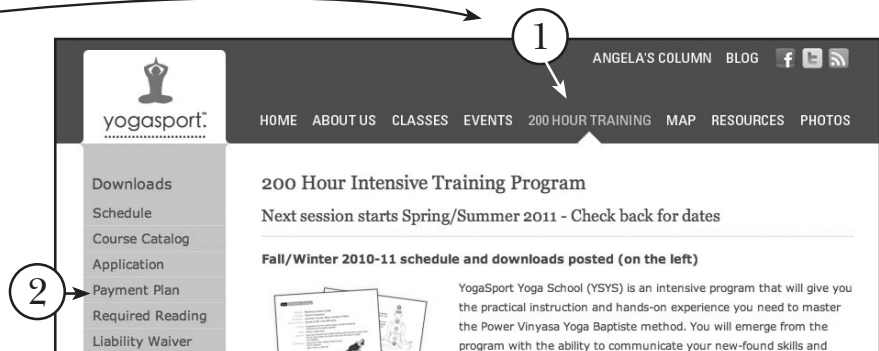 1
ANGELA'S COLUMN BLOG f t
yogasport™
HOME ABOUT US CLASSES EVENTS 200 HOUR TRAINING MAP RESOURCES PHOTOS
Downloads
Schedule
Course Catalog
Application
2
Payment Plan
Required Reading
Liability Waiver
200 Hour Intensive Training Program
Next session starts Spring/Summer 2011 - Check back for dates
Fall/Winter 2010-11 schedule and downloads posted (on the left)
YogaSport Yoga School (YSYS) is an intensive program that will give you
the practical instruction and hands-on experience you need to master
the Power Vinyasa Yoga Baptiste method. You will emerge from the
program with the ability to communicate your new-found skills and